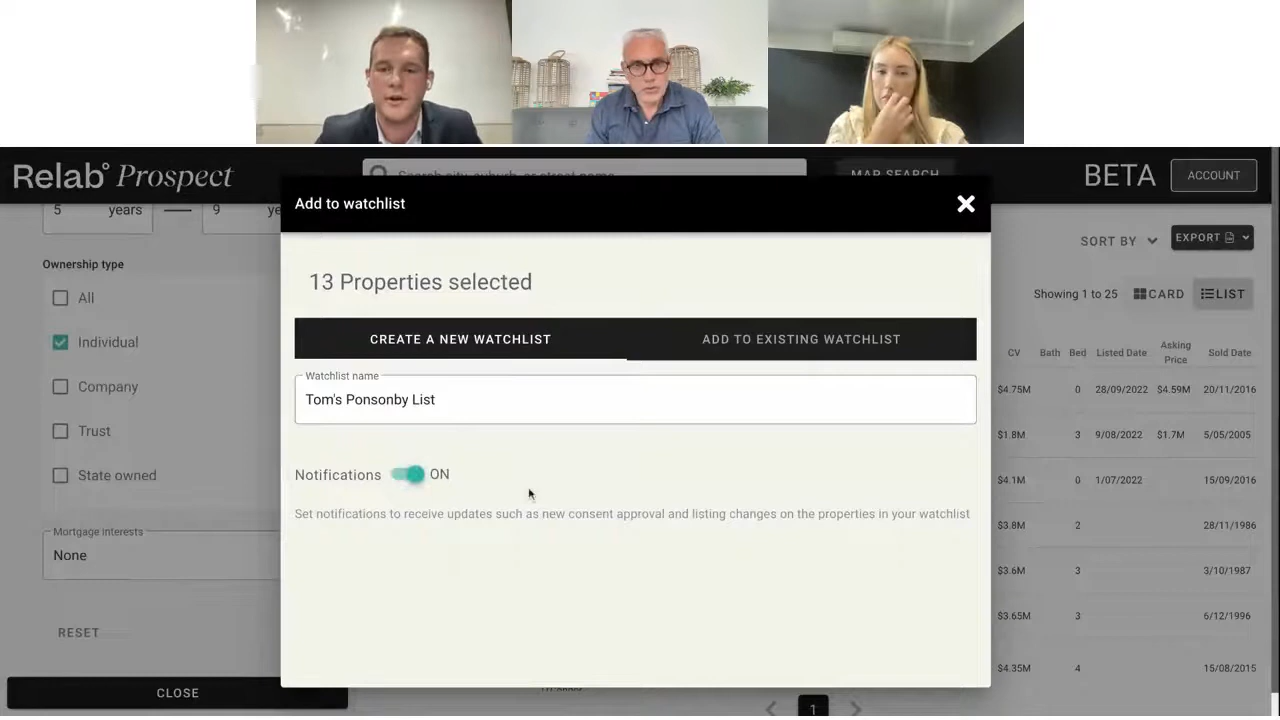 Relab° Prospect
MAP SEARCH
BETA
ACCOUNT
5 years — 9
Ownership type
All
Individual
Company
Trust
State owned
Mortgage interests
None
RESET
CLOSE
Add to watchlist
13 Properties selected
CREATE A NEW WATCHLIST
ADD TO EXISTING WATCHLIST
Watchlist name
Tom's Ponsonby List
Notifications ON
Set notifications to receive updates such as new consent approval and listing changes on the properties in your watchlist
SORT BY
EXPORT
Showing 1 to 25
CARD
LIST
CV Bath Bed Listed Date Asking Price Sold Date
$4.75M 0 28/09/2022 $4.59M 20/11/2016
$1.8M 3 9/08/2022 $1.7M 5/05/2005
$4.1M 0 1/07/2022 15/09/2016
$3.8M 2 28/11/1986
$3.6M 3 3/10/1987
$3.65M 3 6/12/1996
$4.35M 4 15/08/2015
1